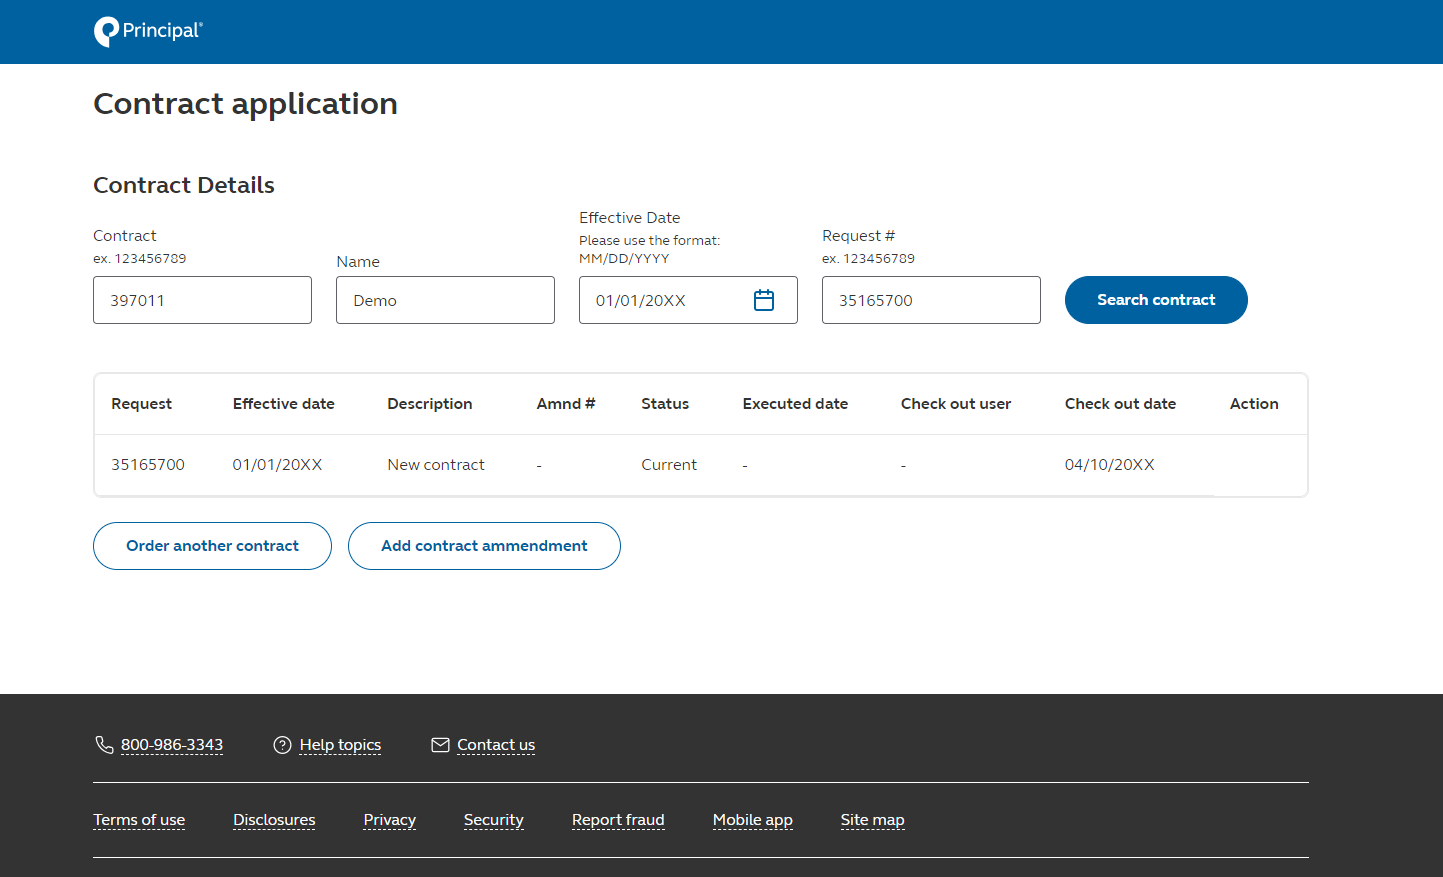 Principal®
Contract application
Contract Details
Contract
ex. 123456789
397011
Name
Demo
Effective Date
Please use the format:
MM/DD/YYYY
01/01/20XX
Request #
ex. 123456789
35165700
Search contract
Request Effective date Description Amnd # Status Executed date Check out user Check out date Action
35165700 01/01/20XX New contract - Current - - 04/10/20XX
Order another contract Add contract ammendment
800-986-3343 Help topics Contact us
Terms of use Disclosures Privacy Security Report fraud Mobile app Site map